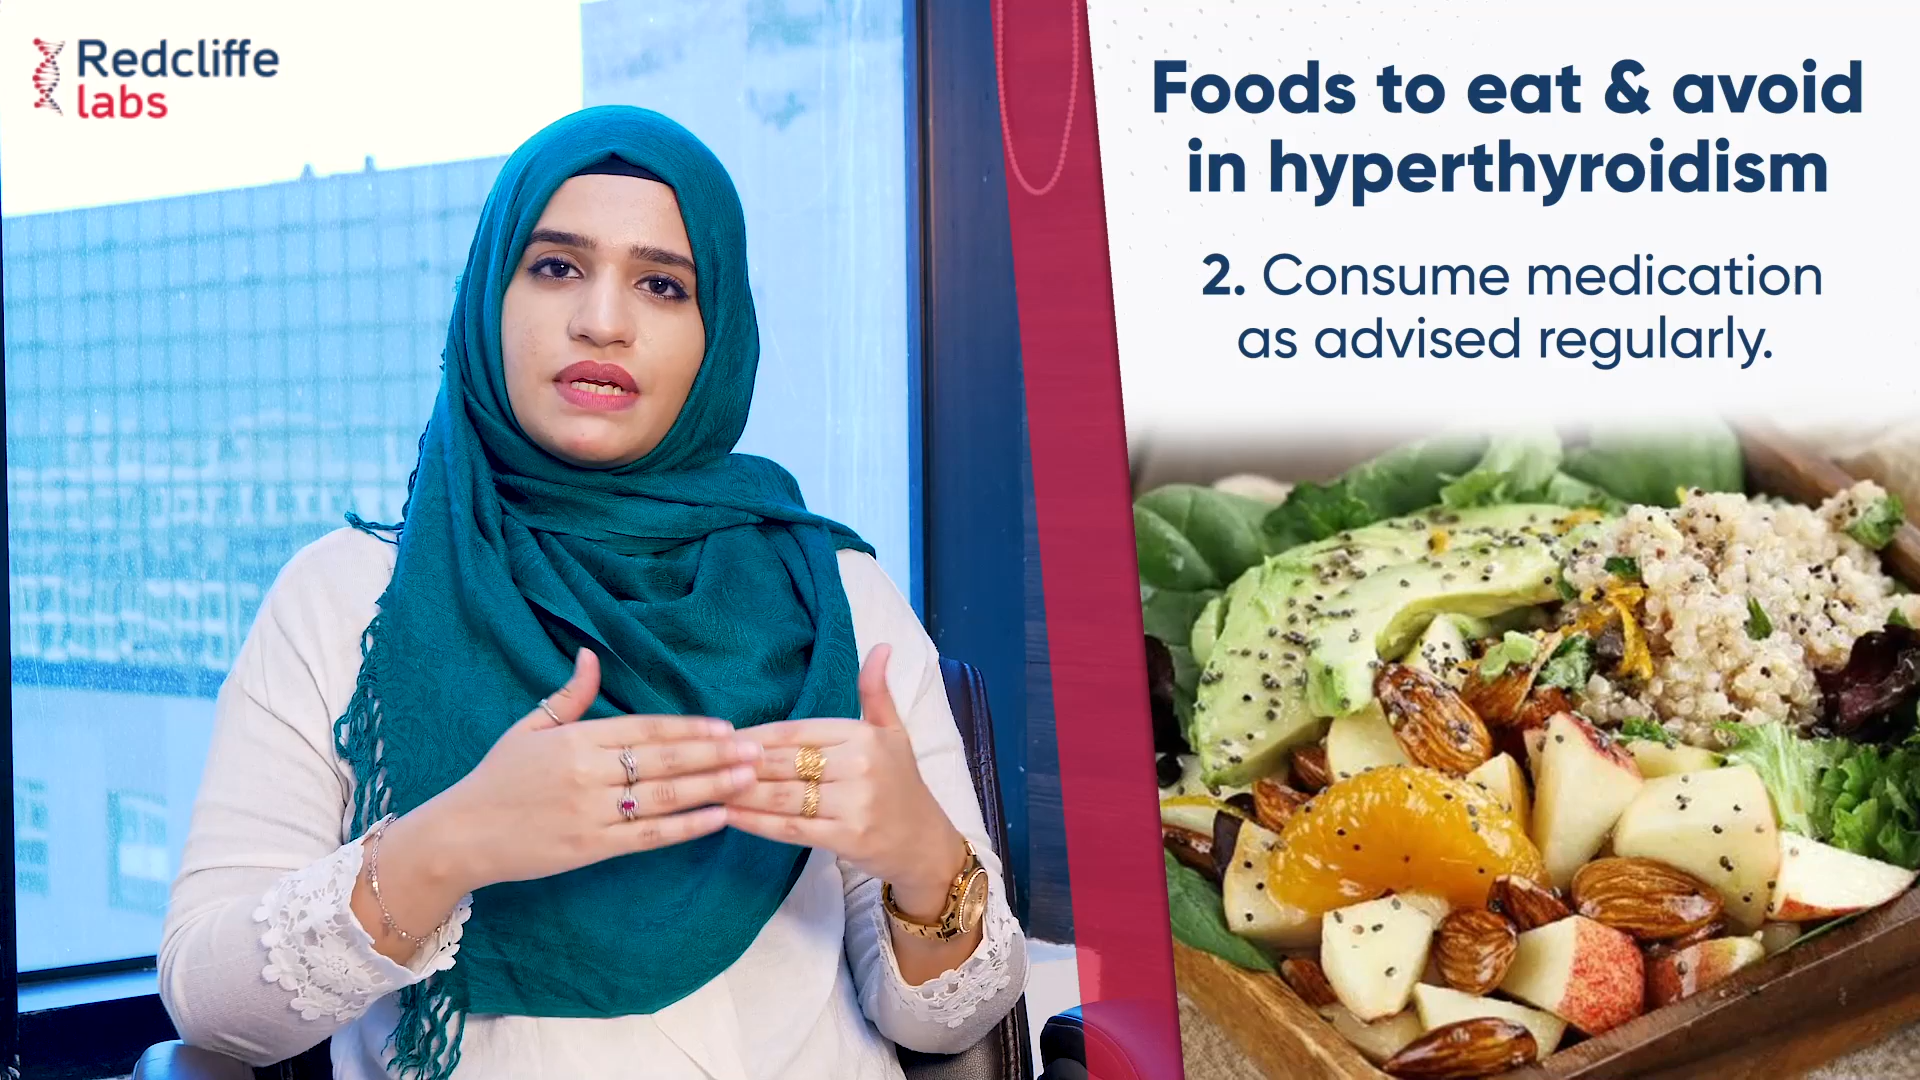 Redcliffe
labs
Foods to eat & avoid
in hyperthyroidism
2. Consume medication
as advised regularly.